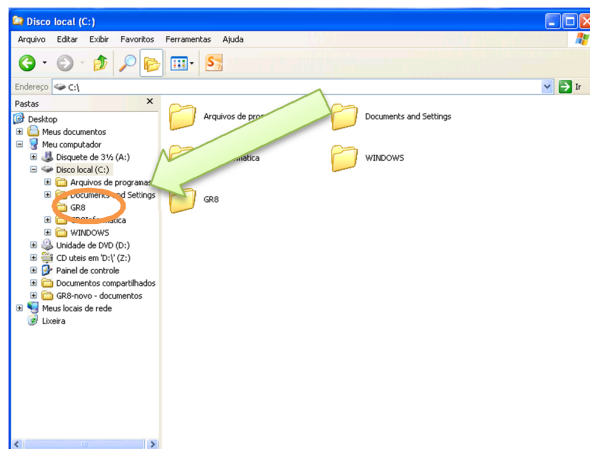 Disco local (C:)
Arquivo Editar Exibir Favoritos Ferramentas Ajuda
Endereço C:\ Ir
Pastas
Desktop
Meus documentos
Meu computador
Disquete de 3½ (A:)
Disco local (C:)
Arquivos de programas
Documents and Settings
GR8
GR8Informatica
WINDOWS
Unidade de DVD (D:)
CD uteis em 'D:\' (Z:)
Painel de controle
Documentos compartilhados
GR8-novo - documentos
Meus locais de rede
Lixeira
Arquivos de
Documents and Settings
WINDOWS
GR8